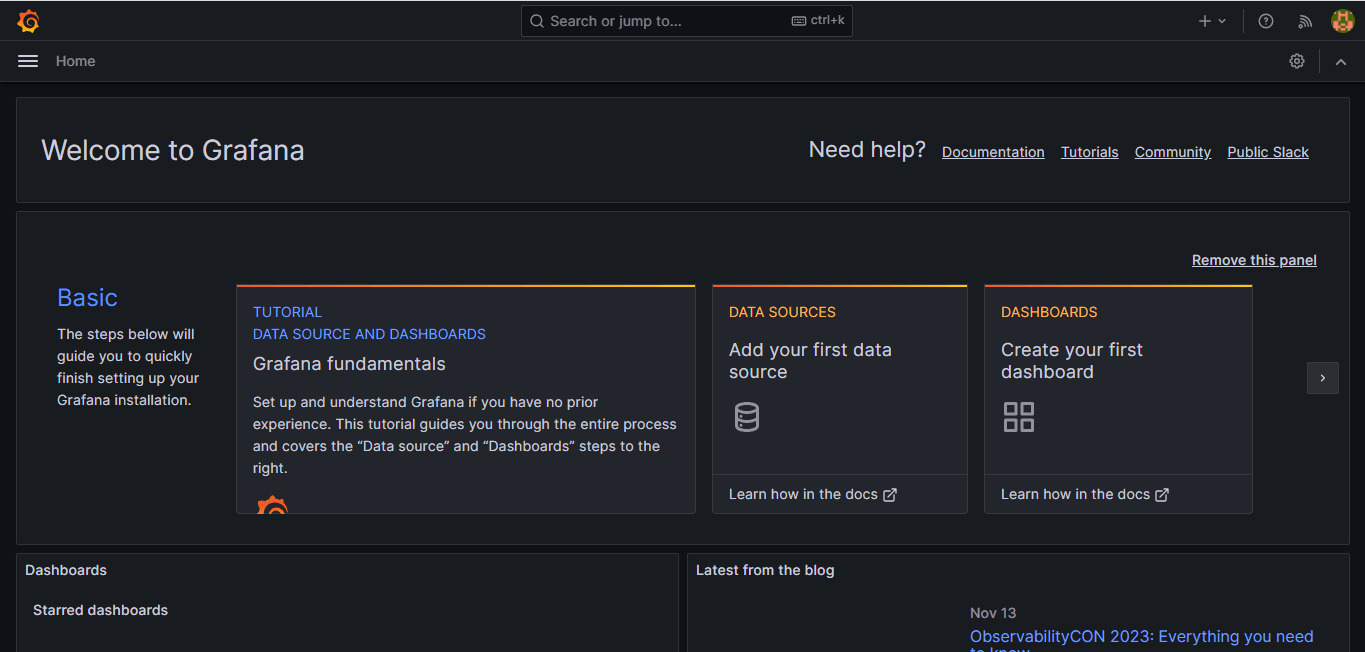 Search or jump to... ctrl+k
Home
Welcome to Grafana
Need help? Documentation Tutorials Community Public Slack
Remove this panel
Basic
The steps below will
guide you to quickly
finish setting up your
Grafana installation.
TUTORIAL
DATA SOURCE AND DASHBOARDS
Grafana fundamentals
Set up and understand Grafana if you have no prior
experience. This tutorial guides you through the entire process
and covers the “Data source” and “Dashboards” steps to the
right.
DATA SOURCES
Add your first data
source
Learn how in the docs
DASHBOARDS
Create your first
dashboard
Learn how in the docs
Dashboards
Starred dashboards
Latest from the blog
Nov 13
ObservabilityCON 2023: Everything you need
to know